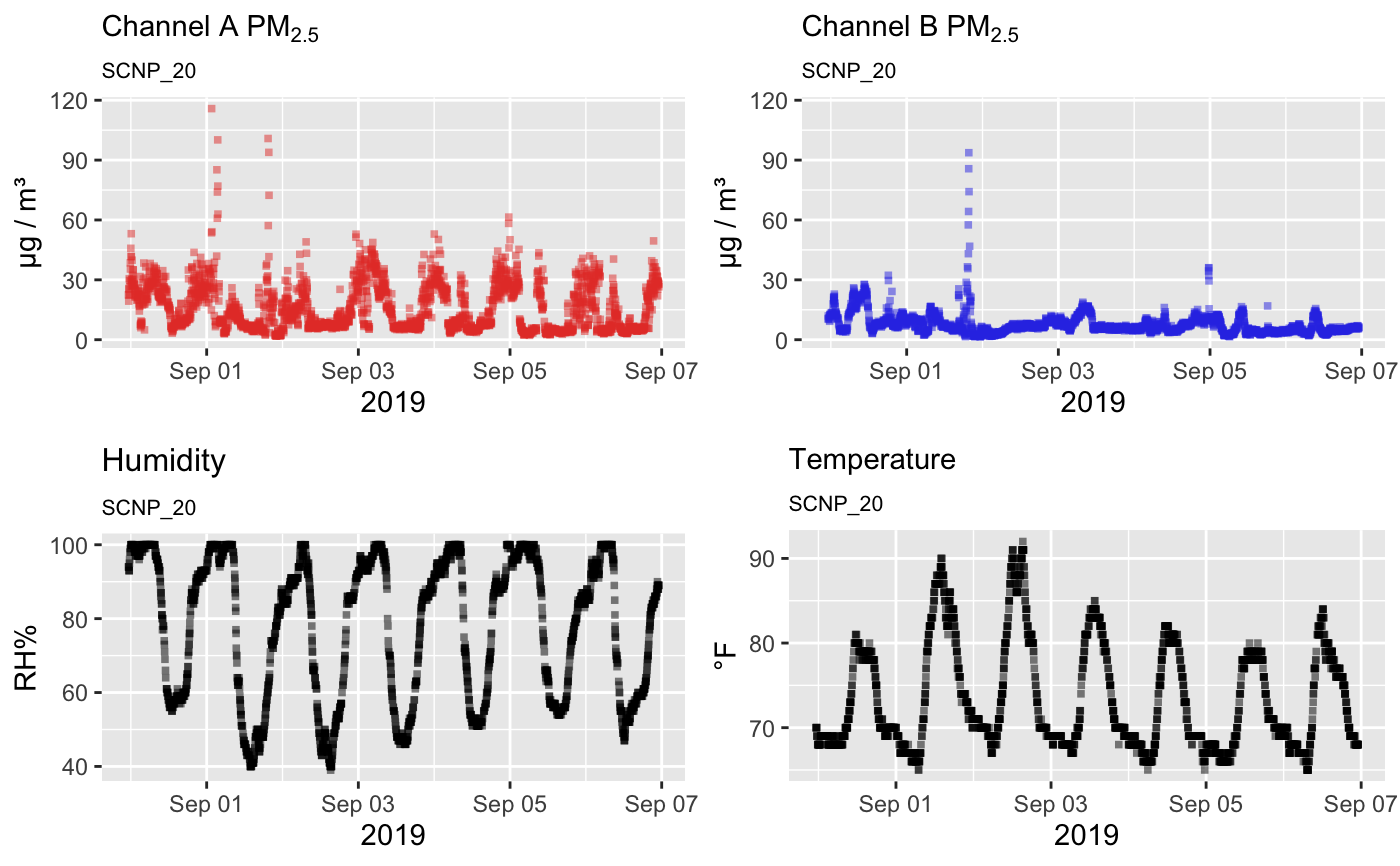 Channel A PM2.5
SCNP_20
120
90
60
30
0
µg / m³
Sep 01 Sep 03 Sep 05 Sep 07
2019
Channel B PM2.5
SCNP_20
120
90
60
30
0
µg / m³
Sep 01 Sep 03 Sep 05 Sep 07
2019
Humidity
SCNP_20
100
80
60
40
RH%
Sep 01 Sep 03 Sep 05 Sep 07
2019
Temperature
SCNP_20
90
80
70
°F
Sep 01 Sep 03 Sep 05 Sep 07
2019